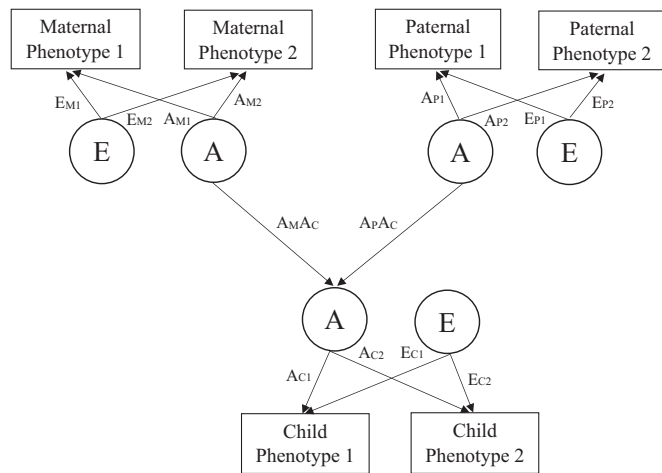 Maternal
Phenotype 1
Maternal
Phenotype 2
Paternal
Phenotype 1
Paternal
Phenotype 2
EM1
EM2
AM1
AM2
AP1
AP2
EP1
EP2
E
A
A
E
AMAC
APAC
A
E
AC1
AC2
EC1
EC2
Child
Phenotype 1
Child
Phenotype 2